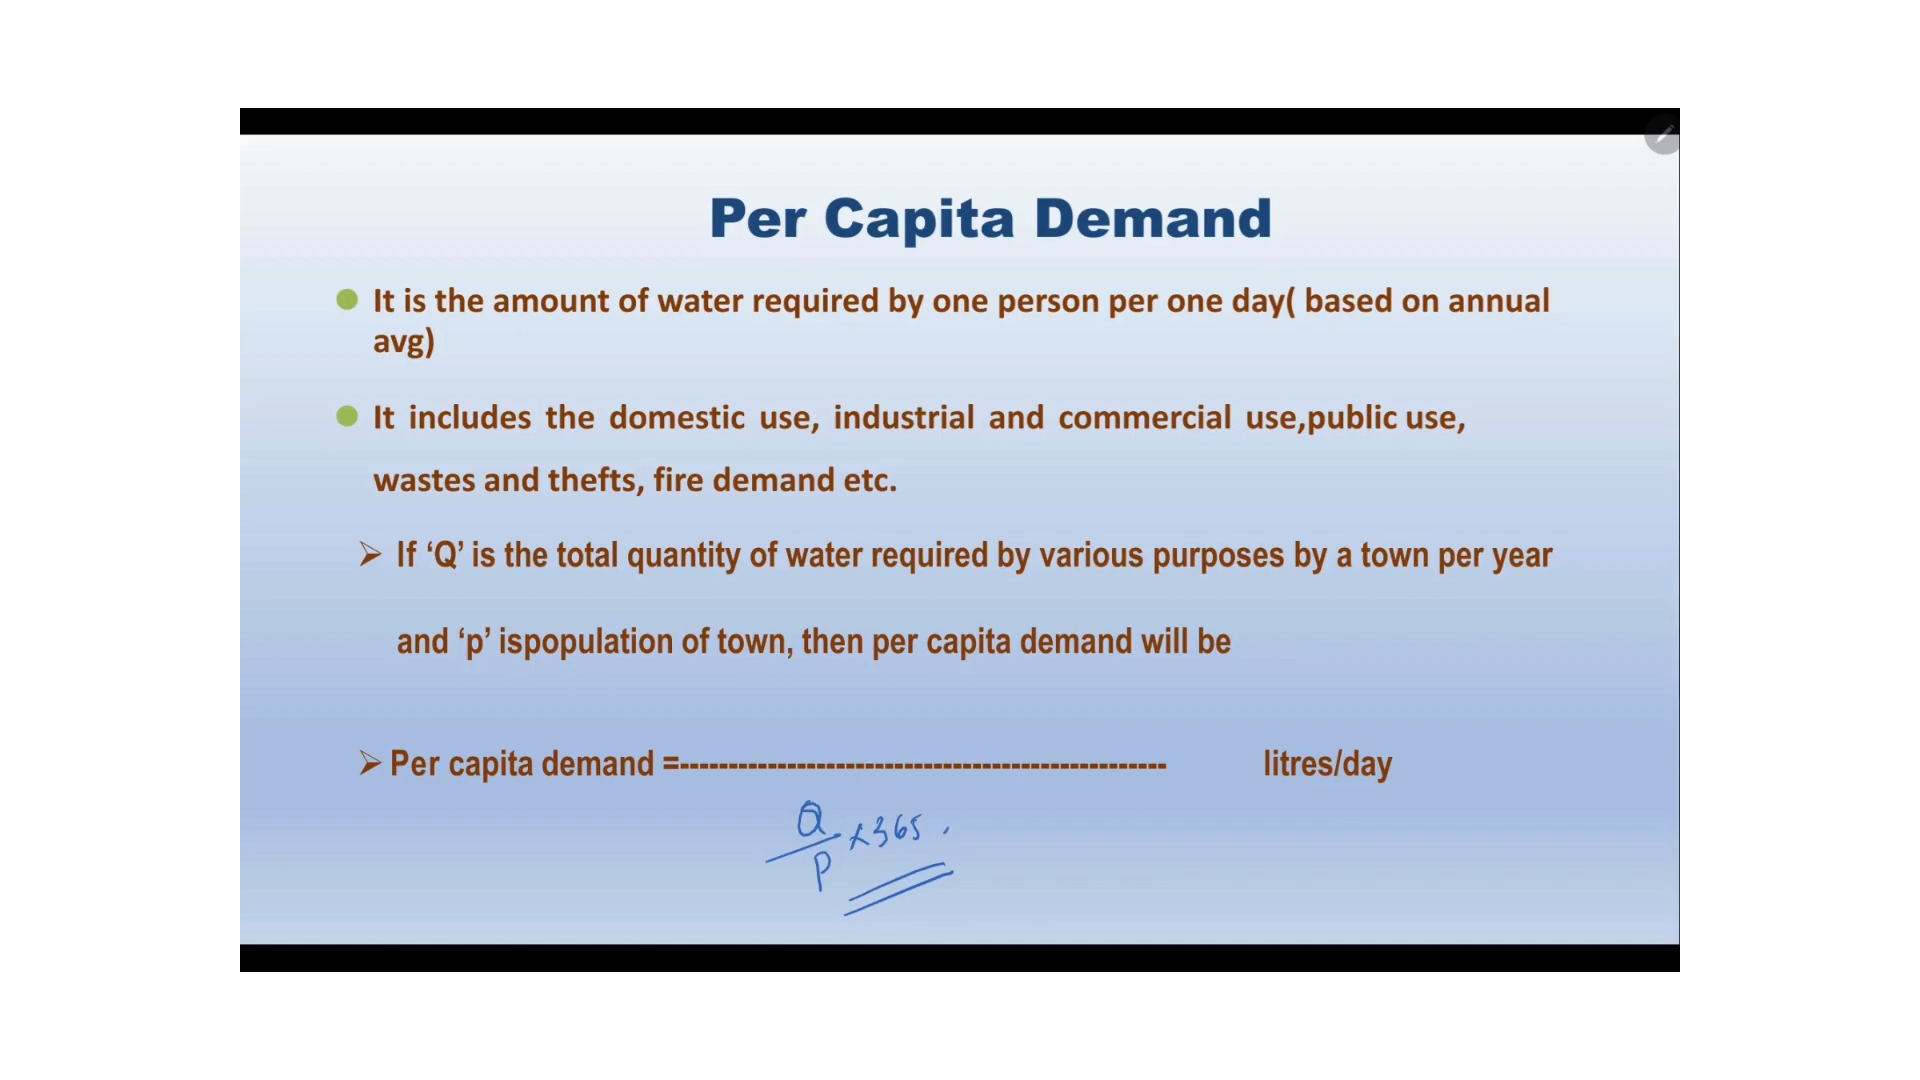 Per Capita Demand
It is the amount of water required by one person per one day( based on annual
avg)
It includes the domestic use, industrial and commercial use,public use,
wastes and thefts, fire demand etc.
If ‘Q’ is the total quantity of water required by various purposes by a town per year
and ‘p’ ispopulation of town, then per capita demand will be
Per capita demand =-------------------------------------------------- litres/day
Q
x365.
P